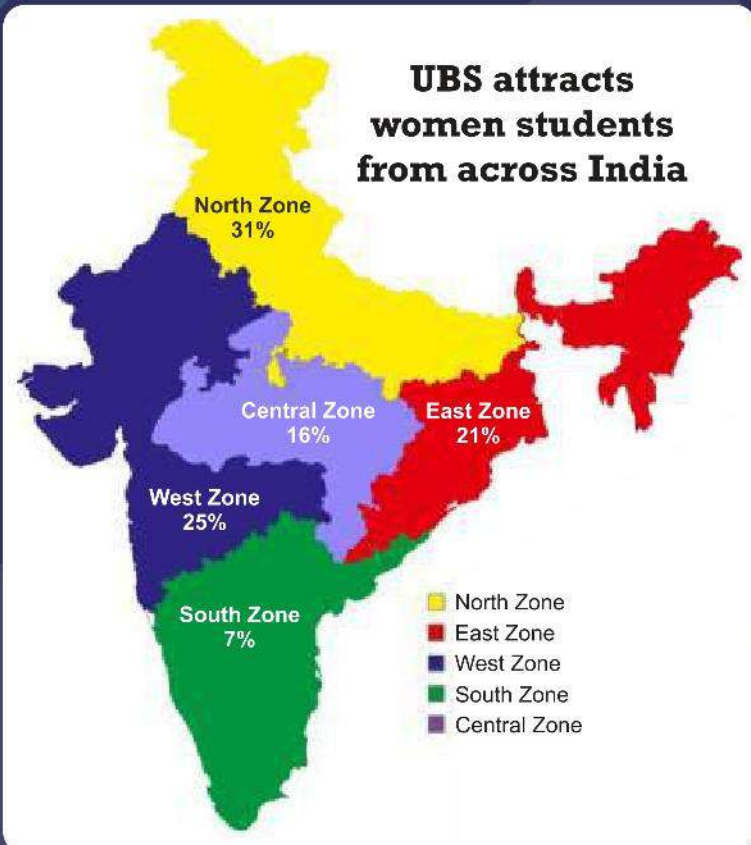 UBS attracts
women students
from across India
North Zone
31%
Central Zone
16%
East Zone
21%
West Zone
25%
South Zone
7%
North Zone
East Zone
West Zone
South Zone
Central Zone